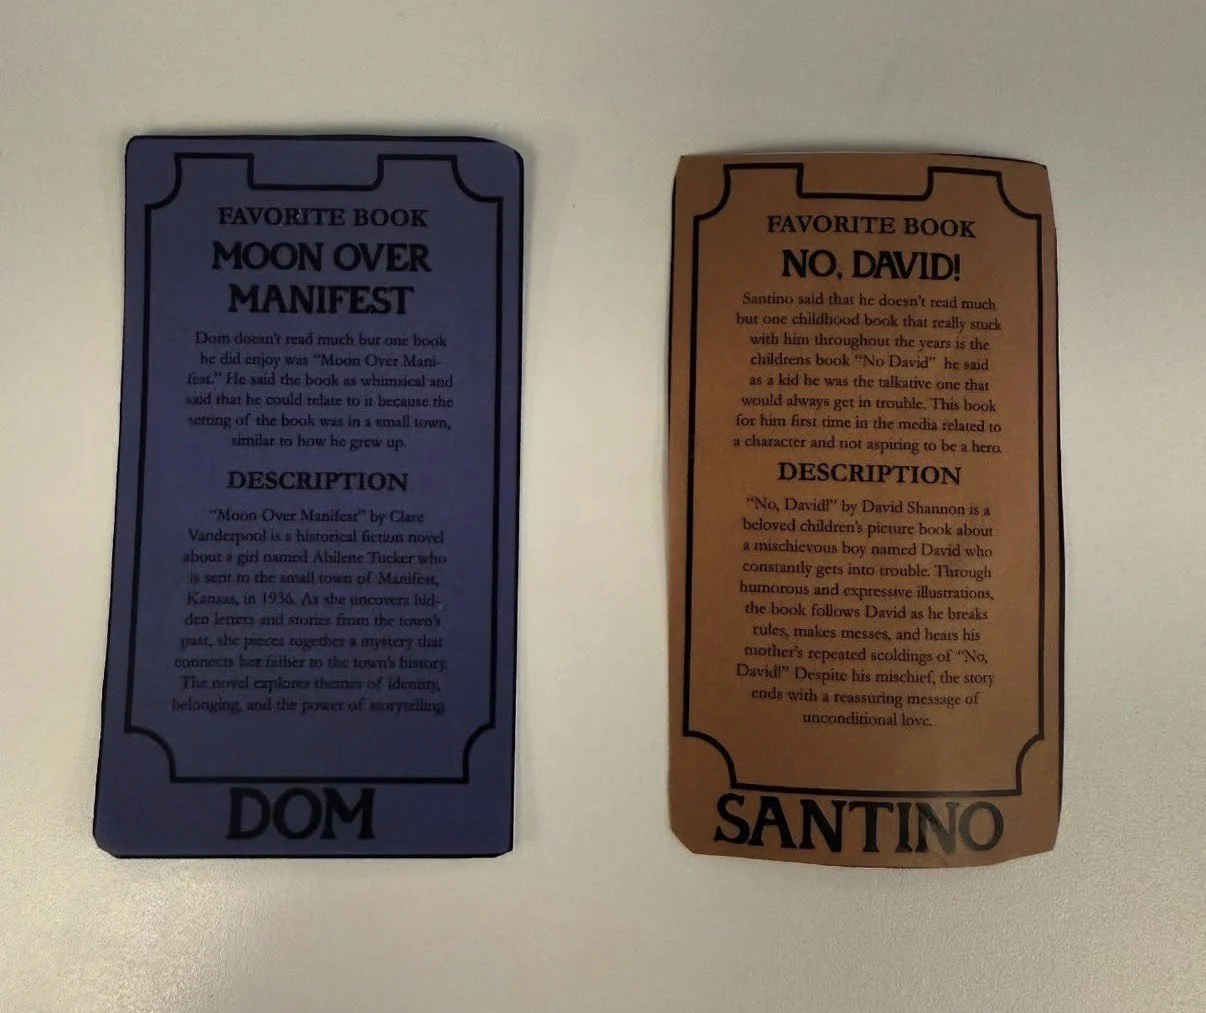 FAVORITE BOOK
MOON OVER
MANIFEST
Dom doesn't read much but one book
he did enjoy was "Moon Over Mani-
fest." He said the book as whimsical and
said that he could relate to it because the
setting of the book was in a small town,
similar to how he grew up.
DESCRIPTION
"Moon Over Manifest" by Clare
Vanderpool is a historical fiction novel
about a girl named Abilene Tucker who
is sent to the small town of Manifest,
Kansas, in 1936. As she uncovers hid-
den letters and stories from the town's
past, she pieces together a mystery that
connects her father to the town's history.
The novel explores themes of identity,
belonging, and the power of storytelling.
DOM
FAVORITE BOOK
NO, DAVID!
Santino said that he doesn't read much
but one childhood book that really stuck
with him throughout the years is the
childrens book "No David" he said
as a kid he was the talkative one that
would always get in trouble. This book
for him first time in the media related to
a character and not aspiring to be a hero.
DESCRIPTION
"No, David!" by David Shannon is a
beloved children's picture book about
a mischievous boy named David who
constantly gets into trouble. Through
humorous and expressive illustrations,
the book follows David as he breaks
rules, makes messes, and hears his
mother's repeated scoldings of "No,
David!" Despite his mischief, the story
ends with a reassuring message of
unconditional love.
SANTINO